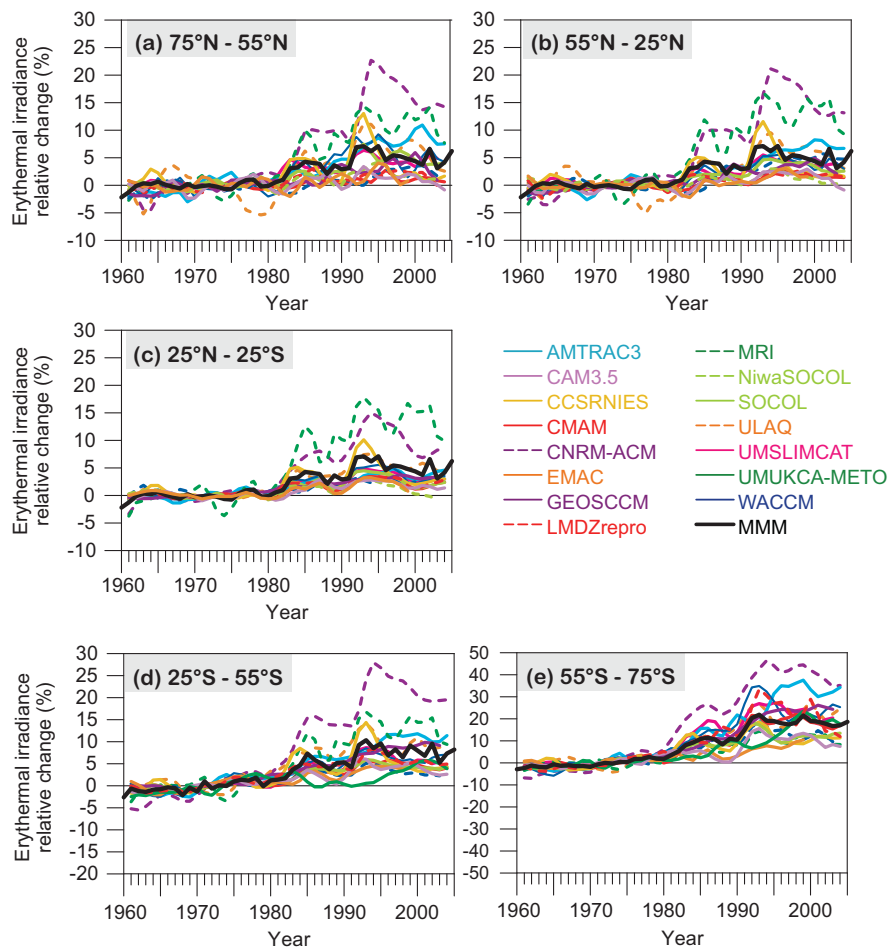 Erythermal irradiance
relative change (%)
(a) 75°N - 55°N
30
25
20
15
10
5
0
-5
-10
1960 1970 1980 1990 2000
Year
(b) 55°N - 25°N
30
25
20
15
10
5
0
-5
-10
1960 1970 1980 1990 2000
Year
Erythermal irradiance
relative change (%)
(c) 25°N - 25°S
30
25
20
15
10
5
0
-5
-10
1960 1970 1980 1990 2000
Year
AMTRAC3
CAM3.5
CCSRNIES
CMAM
CNRM-ACM
EMAC
GEOSCCM
LMDZrepro
MRI
NiwaSOCOL
SOCOL
ULAQ
UMSLIMCAT
UMUKCA-METO
WACCM
MMM
Erythermal irradiance
relative change (%)
(d) 25°S - 55°S
30
25
20
15
10
5
0
-5
-10
-15
-20
1960 1970 1980 1990 2000
Year
(e) 55°S - 75°S
50
40
30
20
10
0
-10
-20
-30
-40
-50
1960 1970 1980 1990 2000
Year